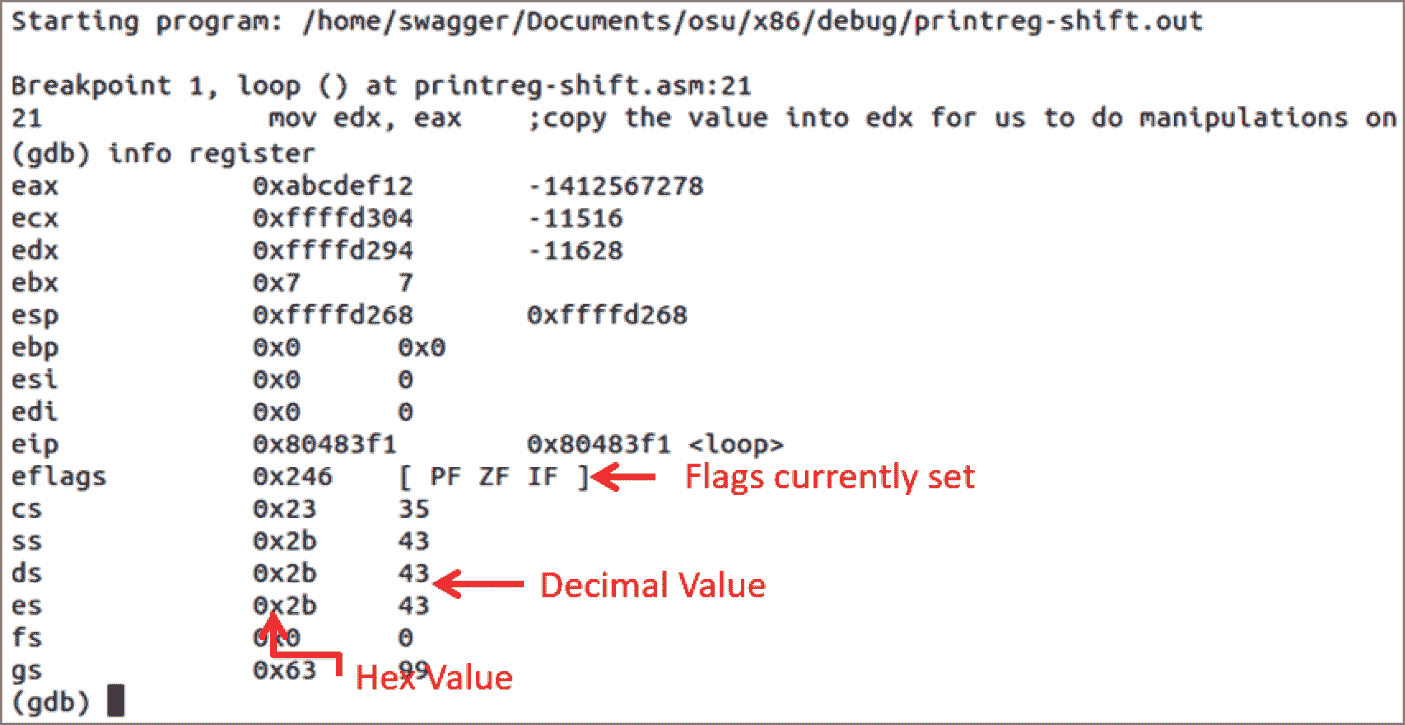 Starting program: /home/swagger/Documents/osu/x86/debug/printreg-shift.out
Breakpoint 1, loop () at printreg-shift.asm:21
21 mov edx, eax ;copy the value into edx for us to do manipulations on
(gdb) info register
eax 0xabcdef12 -1412567278
ecx 0xffffd304 -11516
edx 0xffffd294 -11628
ebx 0x7 7
esp 0xffffd268 0xffffd268
ebp 0x0 0x0
esi 0x0 0
edi 0x0 0
eip 0x80483f1 0x80483f1 <loop>
eflags 0x246 [ PF ZF IF ] Flags currently set
cs 0x23 35
ss 0x2b 43
ds 0x2b 43 Decimal Value
es 0x2b 43
fs 0x0 0
gs 0x63 99 Hex Value
(gdb)